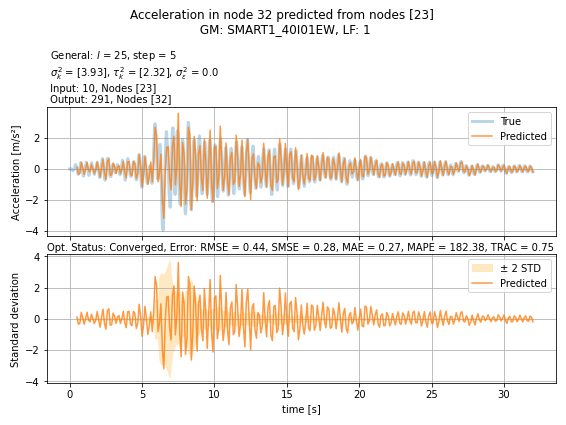 Acceleration in node 32 predicted from nodes [23]
GM: SMART1_40I01EW, LF: 1
General: l = 25, step = 5
σ²ₖ = [3.93], τ²ₖ = [2.32], σ²ε = 0.0
Input: 10, Nodes [23]
Output: 291, Nodes [32]
Acceleration [m/s²]
2
0
−2
−4
True
Predicted
Opt. Status: Converged, Error: RMSE = 0.44, SMSE = 0.28, MAE = 0.27, MAPE = 182.38, TRAC = 0.75
Standard deviation
4
2
0
−2
−4
± 2 STD
Predicted
0 5 10 15 20 25 30
time [s]